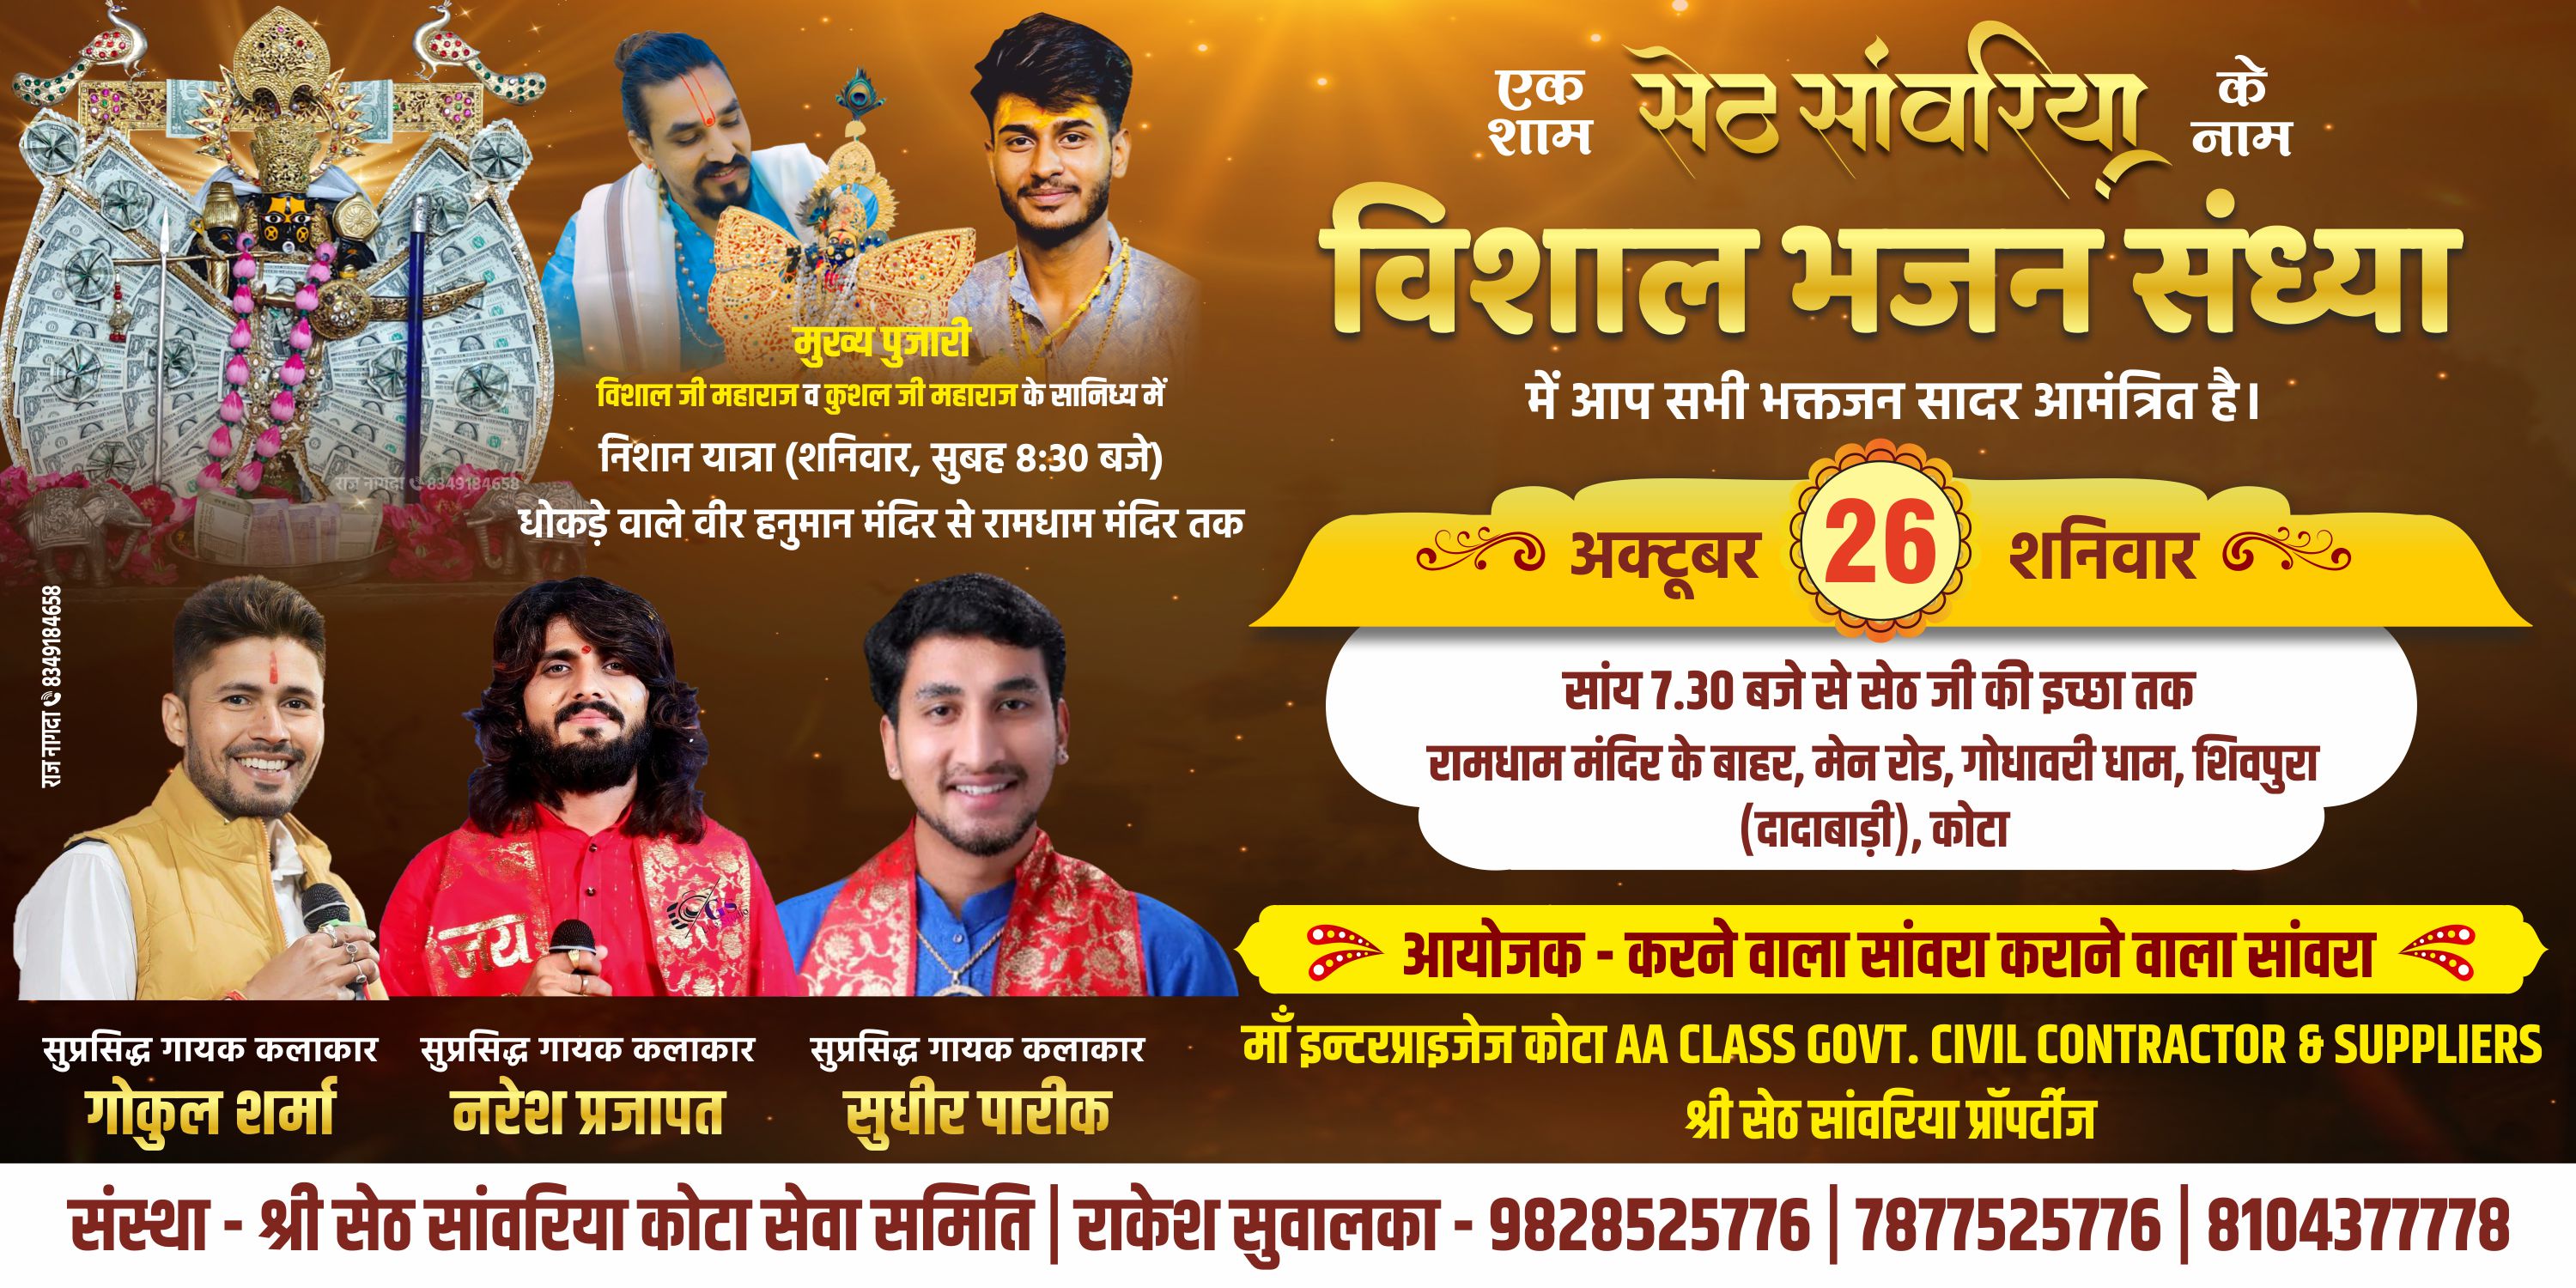 एक शाम
सेठ सांवरिया
के नाम
विशाल भजन संध्या
में आप सभी भक्तजन सादर आमंत्रित है।
मुख्य पुजारी
विशाल जी महाराज व कुशल जी महाराज के सानिध्य में
निशान यात्रा (शनिवार, सुबह 8:30 बजे)
धोकड़े वाले वीर हनुमान मंदिर से रामधाम मंदिर तक
राज नागदा 8349184658
राज नागदा 8349184658
अक्टूबर 26 शनिवार
सांय 7.30 बजे से सेठ जी की इच्छा तक
रामधाम मंदिर के बाहर, मेन रोड, गोधावरी धाम, शिवपुरा
(दादाबाड़ी), कोटा
जय
आयोजक - करने वाला सांवरा कराने वाला सांवरा
माँ इन्टरप्राइजेज कोटा AA CLASS GOVT. CIVIL CONTRACTOR & SUPPLIERS
श्री सेठ सांवरिया प्रॉपर्टीज
सुप्रसिद्ध गायक कलाकार
गोकुल शर्मा
सुप्रसिद्ध गायक कलाकार
नरेश प्रजापत
सुप्रसिद्ध गायक कलाकार
सुधीर पारीक
संस्था - श्री सेठ सांवरिया कोटा सेवा समिति | राकेश सुवालका - 9828525776 | 7877525776 | 8104377778